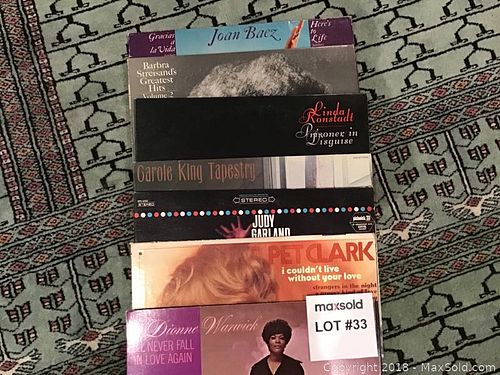 Gracias
a
la Vida
Joan Baez
Here's
to
Life
Barbra
Streisand's
Greatest
Hits
Volume 2
Linda
Ronstadt
Prisoner in
Disguise
Carole King Tapestry
STEREO
JUDY
GARLAND
PET CLARK
i couldn't live
without your love
strangers in the night
Dionne Warwick
NEVER FALL
IN LOVE AGAIN
maxsold
LOT #33
Copyright 2018 - MaxSold.com